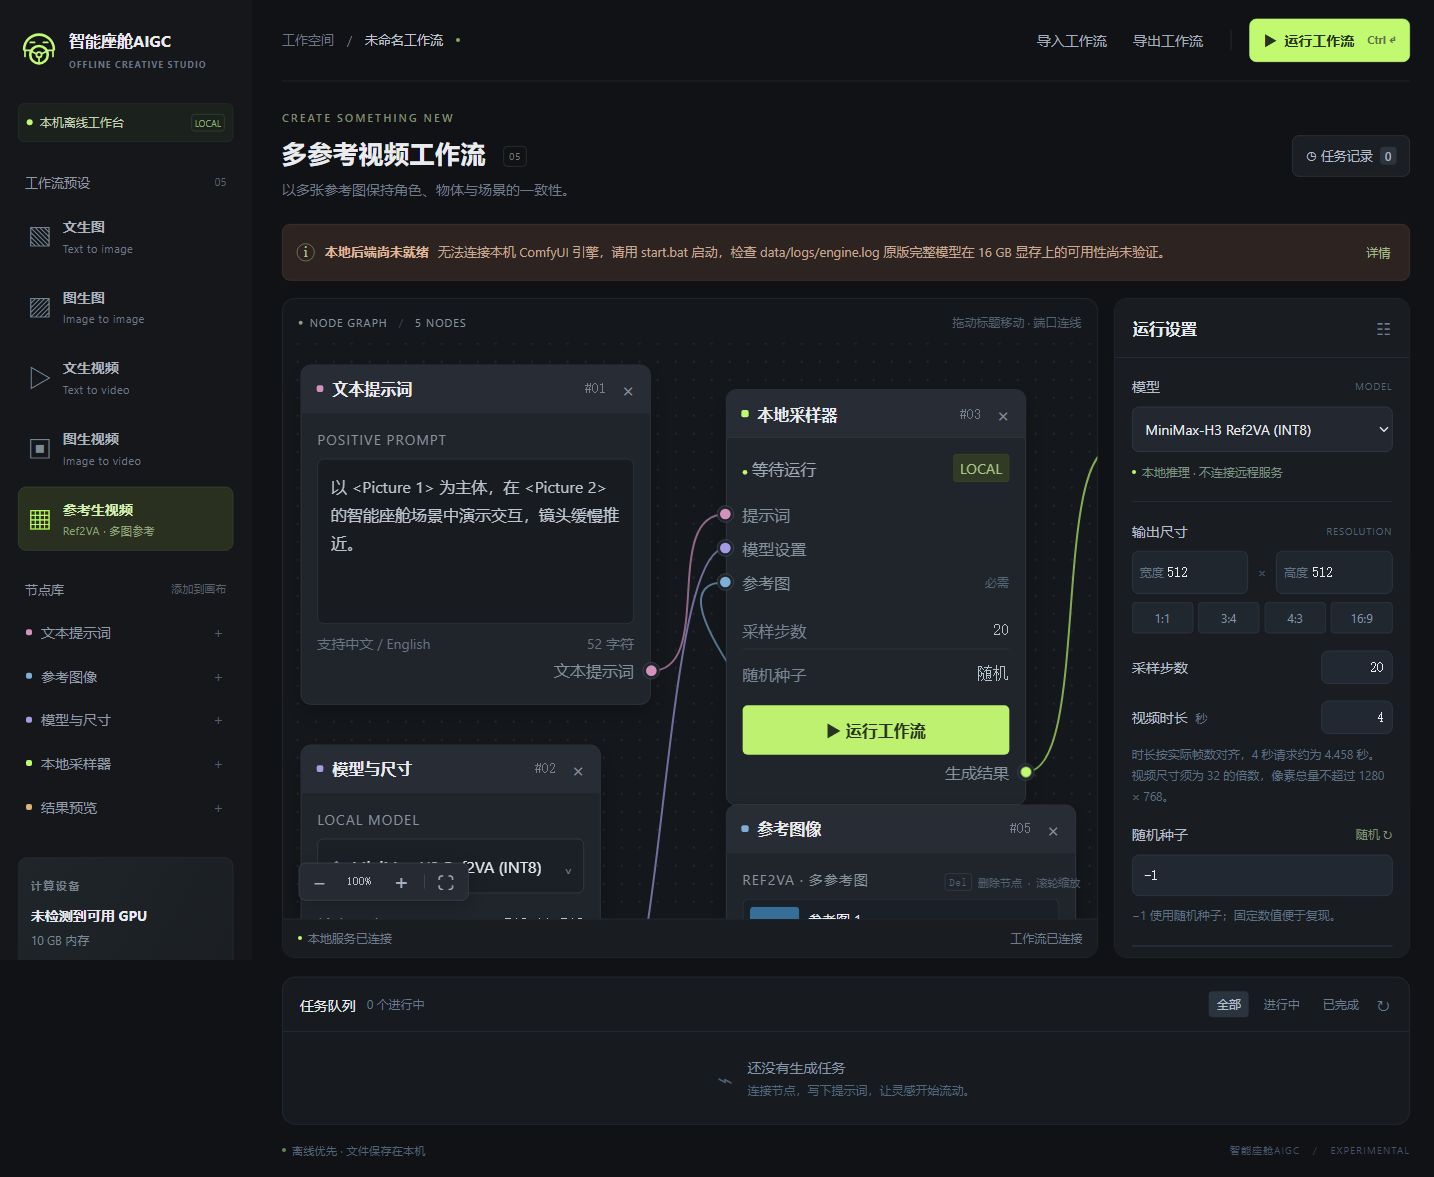 智能座舱AIGC
OFFLINE CREATIVE STUDIO
本机离线工作台 LOCAL
工作流预设 05
文生图
Text to image
图生图
Image to image
文生视频
Text to video
图生视频
Image to video
参考生视频
Ref2VA · 多图参考
节点库 添加到画布
文本提示词 +
参考图像 +
模型与尺寸 +
本地采样器 +
结果预览 +
计算设备
未检测到可用 GPU
10 GB 内存
工作空间 / 未命名工作流
导入工作流 导出工作流 ▶ 运行工作流 Ctrl ↵
CREATE SOMETHING NEW
多参考视频工作流 05
以多张参考图保持角色、物体与场景的一致性。
任务记录 0
本地后端尚未就绪 无法连接本机 ComfyUI 引擎，请用 start.bat 启动，检查 data/logs/engine.log 原版完整模型在 16 GB 显存上的可用性尚未验证。 详情
NODE GRAPH / 5 NODES 拖动标题移动 · 端口连线
文本提示词 #01 ×
POSITIVE PROMPT
以 <Picture 1> 为主体，在 <Picture 2>
的智能座舱场景中演示交互，镜头缓慢推
近。
支持中文 / English 52 字符
文本提示词
模型与尺寸 #02 ×
LOCAL MODEL
Ref2VA (INT8)
− 100% +
本地采样器 #03 ×
等待运行 LOCAL
提示词
模型设置
参考图 必需
采样步数 20
随机种子 随机
▶ 运行工作流
生成结果
参考图像 #05 ×
REF2VA · 多参考图
Del 删除节点 · 滚轮缩放
参考图 1
本地服务已连接 工作流已连接
运行设置
模型 MODEL
MiniMax-H3 Ref2VA (INT8)
本地推理 · 不连接远程服务
输出尺寸 RESOLUTION
宽度 512 × 高度 512
1:1 3:4 4:3 16:9
采样步数 20
视频时长 秒 4
时长按实际帧数对齐，4 秒请求约为 4.458 秒。
视频尺寸须为 32 的倍数，像素总量不超过 1280
× 768。
随机种子 随机 ↻
−1
−1 使用随机种子；固定数值便于复现。
任务队列 0 个进行中 全部 进行中 已完成 ↻
还没有生成任务
连接节点，写下提示词，让灵感开始流动。
离线优先 · 文件保存在本机 智能座舱AIGC / EXPERIMENTAL